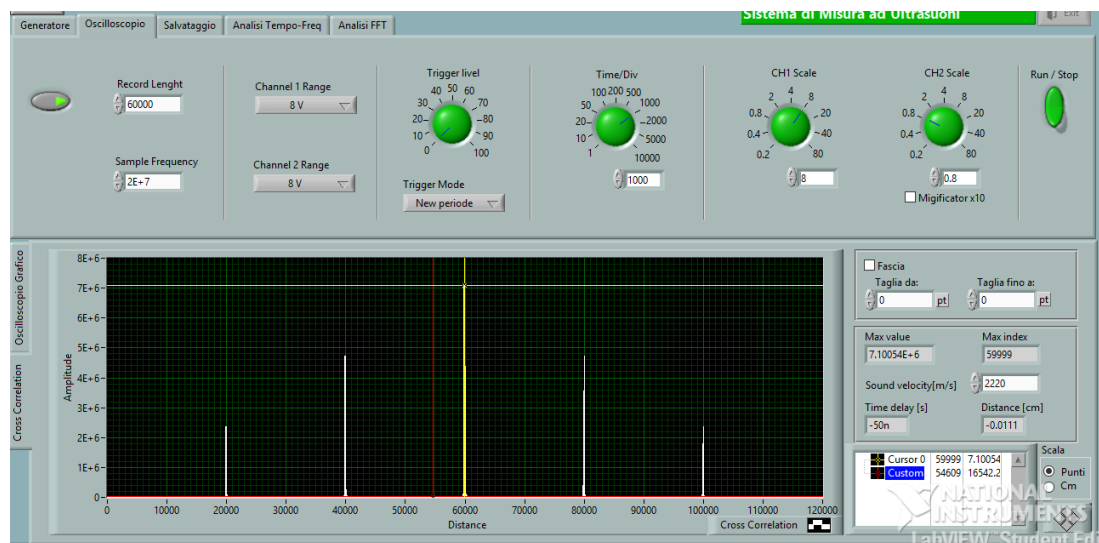 Sistema di Misura ad Ultrasuoni
Exit
Generatore Oscilloscopio Salvataggio Analisi Tempo-Freq Analisi FFT
Record Lenght
60000
Sample Frequency
2E+7
Channel 1 Range
8 V
Channel 2 Range
8 V
Trigger livel
0 10 20 30 40 50 60 70 80 90 100
Trigger Mode
New periode
Time/Div
1 10 20 50 100 200 500 1000 2000 5000 10000
1000
CH1 Scale
0.2 0.4 0.8 2 4 8 20 40 80
8
CH2 Scale
0.2 0.4 0.8 2 4 8 20 40 80
0.8
Migificator x10
Run / Stop
Oscilloscopio Grafico
Cross Correlation
Amplitude
8E+6
7E+6
6E+6
5E+6
4E+6
3E+6
2E+6
1E+6
0
0 10000 20000 30000 40000 50000 60000 70000 80000 90000 100000 110000 120000
Distance
Cross Correlation
Fascia
Taglia da: Taglia fino a:
0 pt 0 pt
Max value Max index
7.10054E+6 59999
Sound velocity[m/s] 2220
Time delay [s] Distance [cm]
-50n -0.0111
Cursor 0 59999 7.10054
Custom 54609 16542.2
Scala
Punti
Cm
NATIONAL
INSTRUMENTS
LabVIEW Student Edi